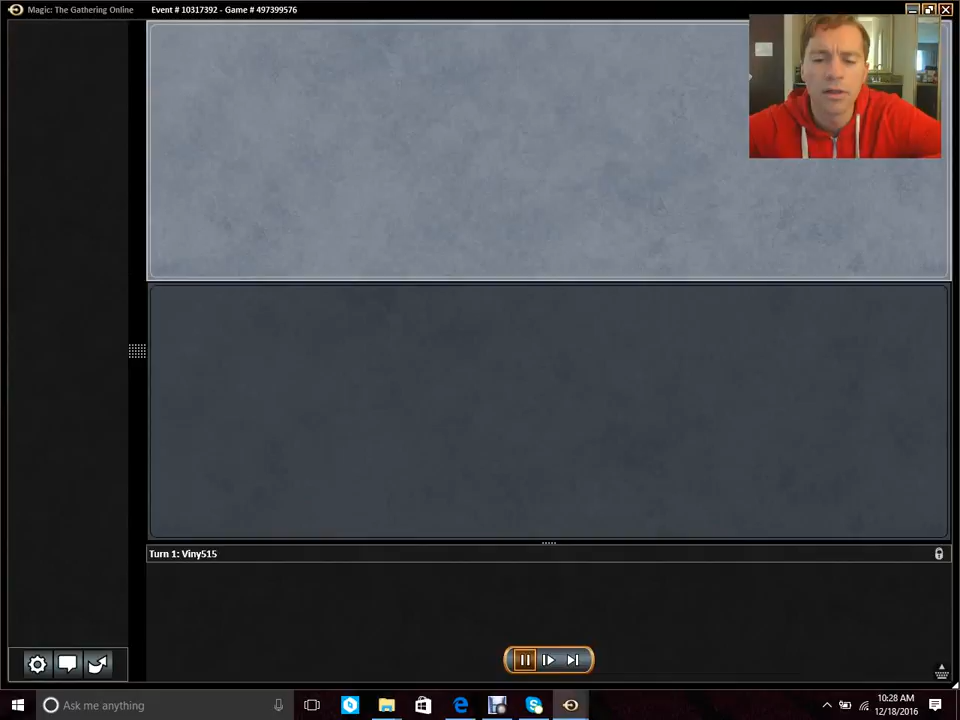 Magic: The Gathering Online
Event # 10317392 - Game # 497399576
Turn 1: Viny515
Ask me anything
10:28 AM
12/18/2016